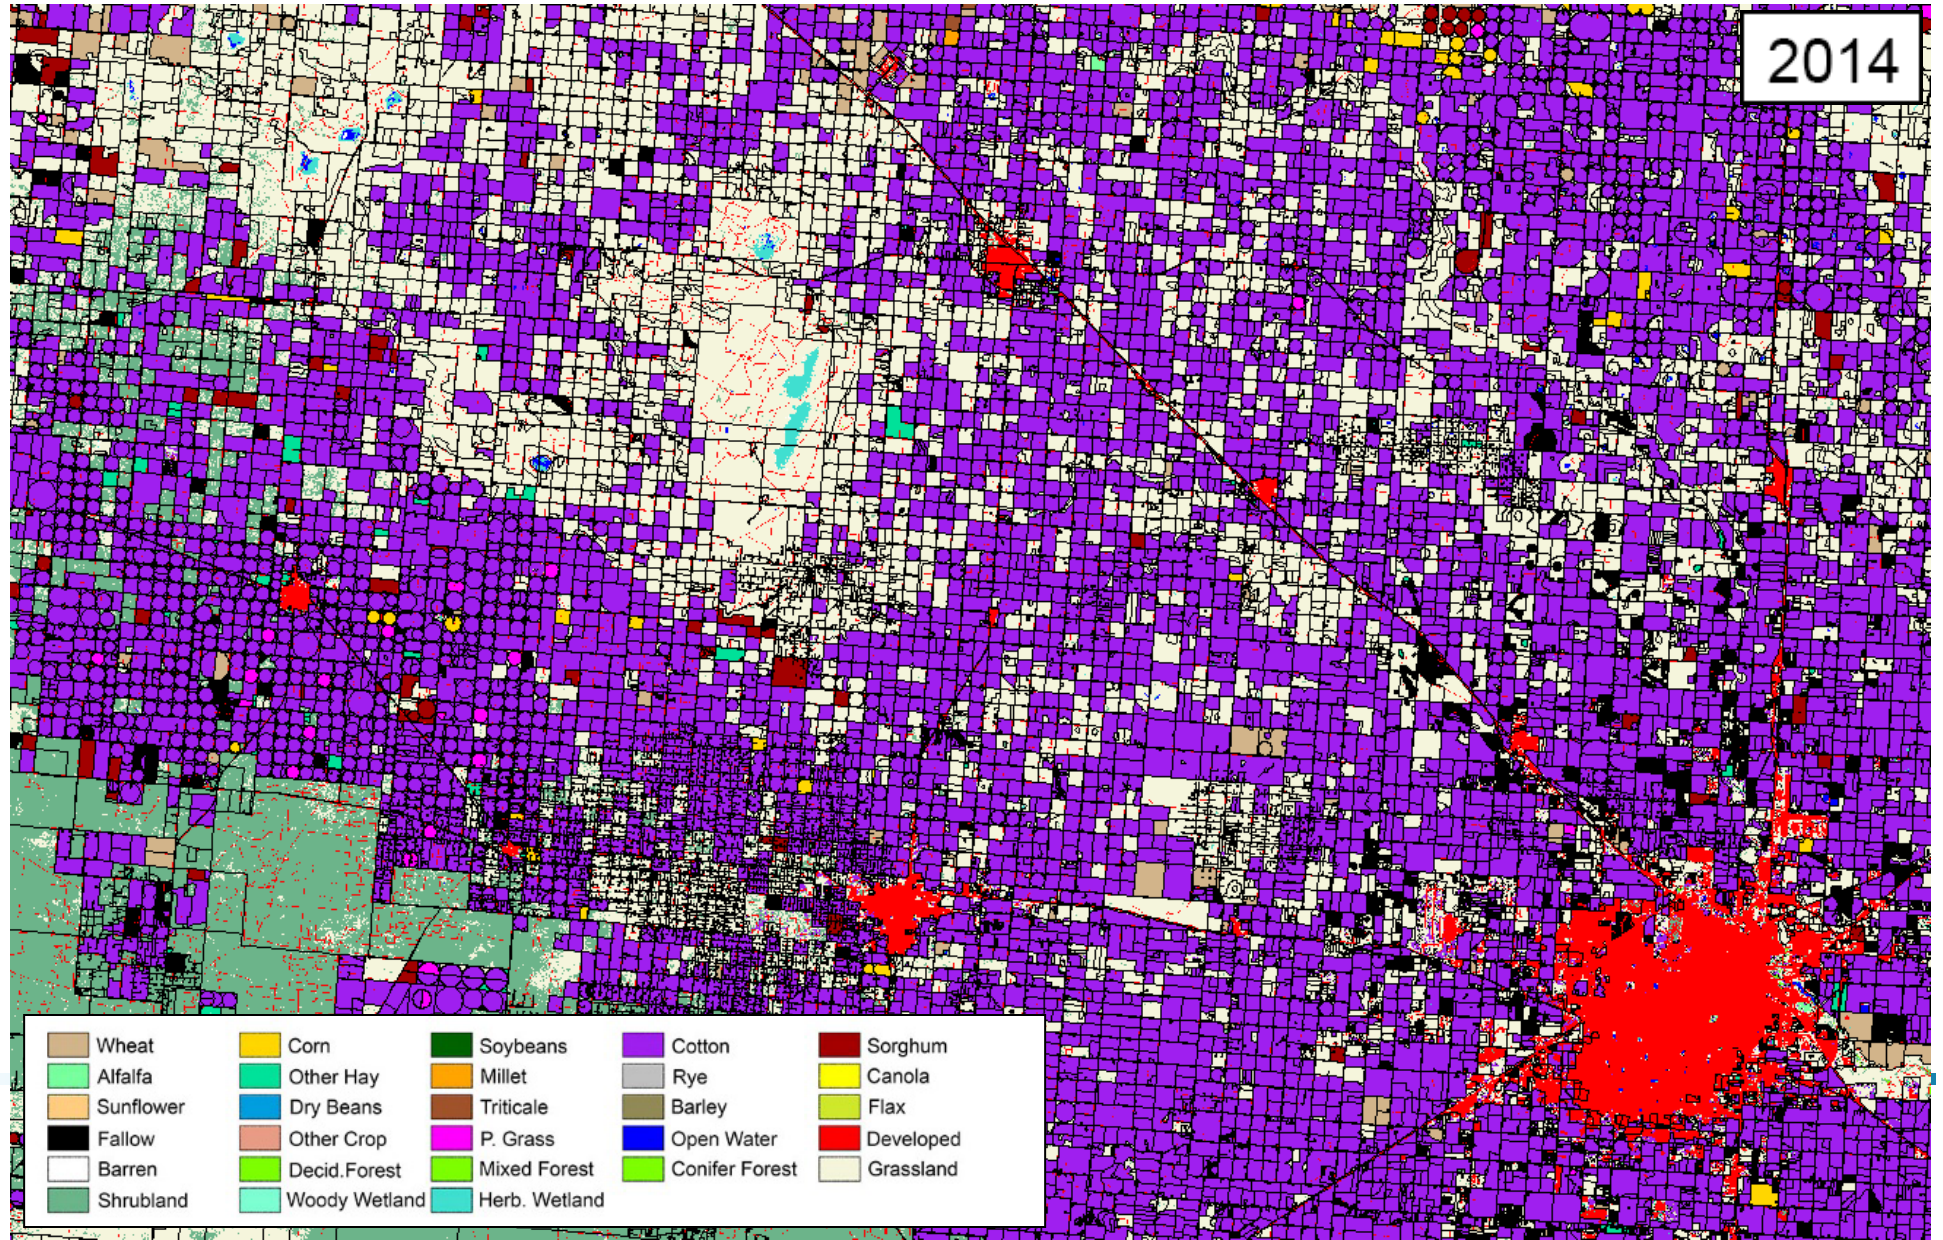 2014
Wheat Corn Soybeans Cotton Sorghum
Alfalfa Other Hay Millet Rye Canola
Sunflower Dry Beans Triticale Barley Flax
Fallow Other Crop P. Grass Open Water Developed
Barren Decid.Forest Mixed Forest Conifer Forest Grassland
Shrubland Woody Wetland Herb. Wetland